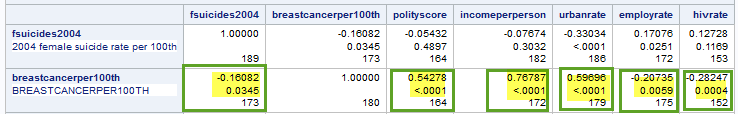 fsuicides2004 breastcancerper100th polityscore incomeperperson urbanrate employrate hivrate
fsuicides2004 1.00000 -0.16082 -0.05432 -0.07674 -0.33034 0.17076 0.12728
2004 female suicide rate per 100th 0.0345 0.4897 0.3032 <.0001 0.0251 0.1169
189 173 164 182 186 172 153
breastcancerper100th -0.16082 1.00000 0.54278 0.76787 0.59696 -0.20735 -0.28247
BREASTCANCERPER100TH 0.0345 <.0001 <.0001 <.0001 0.0059 0.0004
173 180 164 172 179 175 152